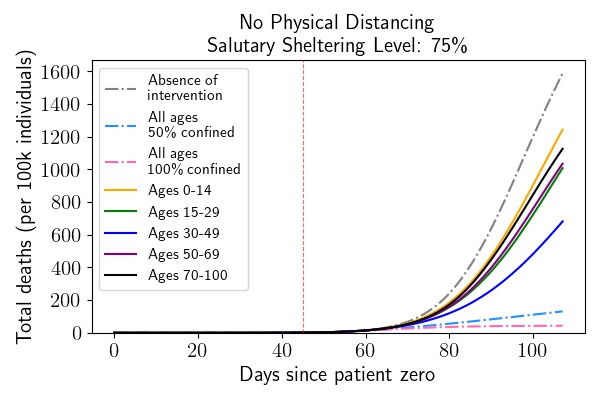 No Physical Distancing
Salutary Sheltering Level: 75%
Total deaths (per 100k individuals)
1600
1400
1200
1000
800
600
400
200
0
Absence of
intervention
All ages
50% confined
All ages
100% confined
Ages 0-14
Ages 15-29
Ages 30-49
Ages 50-69
Ages 70-100
0 20 40 60 80 100
Days since patient zero